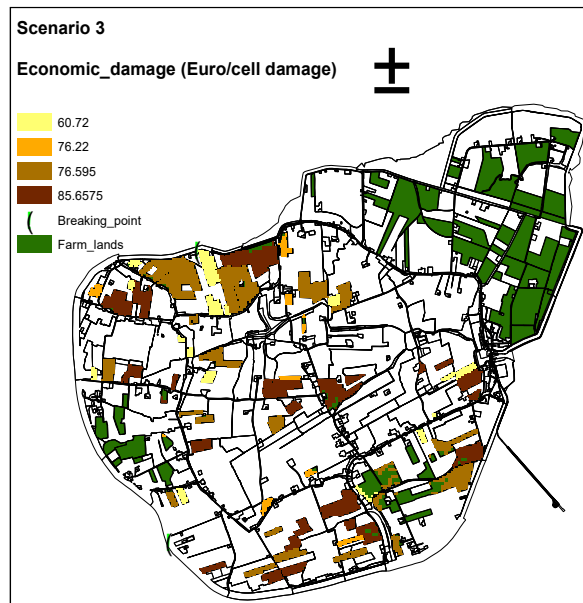 Scenario 3
Economic_damage (Euro/cell damage)
60.72
76.22
76.595
85.6575
Breaking_point
Farm_lands